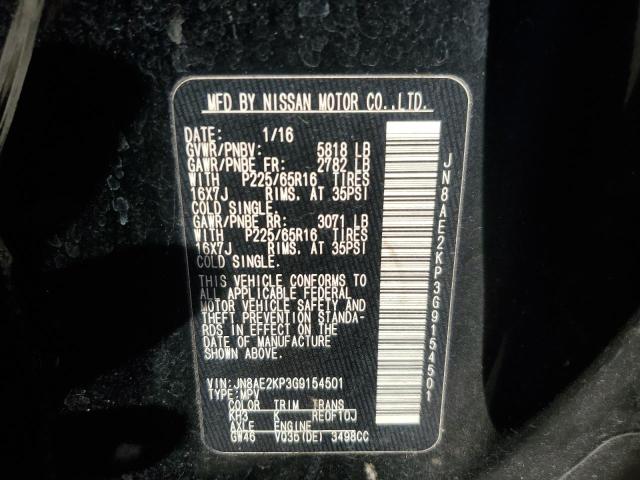 MFD BY NISSAN MOTOR CO.,LTD.
DATE: 1/16
GVWR/PNBV: 5818 LB
GAWR/PNBE FR: 2782 LB
WITH P225/65R16 TIRES
16X7J RIMS. AT 35PSI
COLD SINGLE.
GAWR/PNBE RR: 3071 LB
WITH P225/65R16 TIRES
16X7J RIMS. AT 35PSI
COLD SINGLE.
THIS VEHICLE CONFORMS TO
ALL APPLICABLE FEDERAL
MOTOR VEHICLE SAFETY AND
THEFT PREVENTION STANDA-
RDS IN EFFECT ON THE
DATE OF MANUFACTURE
SHOWN ABOVE.
VIN: JN8AE2KP3G9154501
TYPE: MPV
COLOR TRIM TRANS
KH3 K RE0F10J
AXLE ENGINE
GW46 VQ35(DE) 3498CC
JN8AE2KP3G9154501